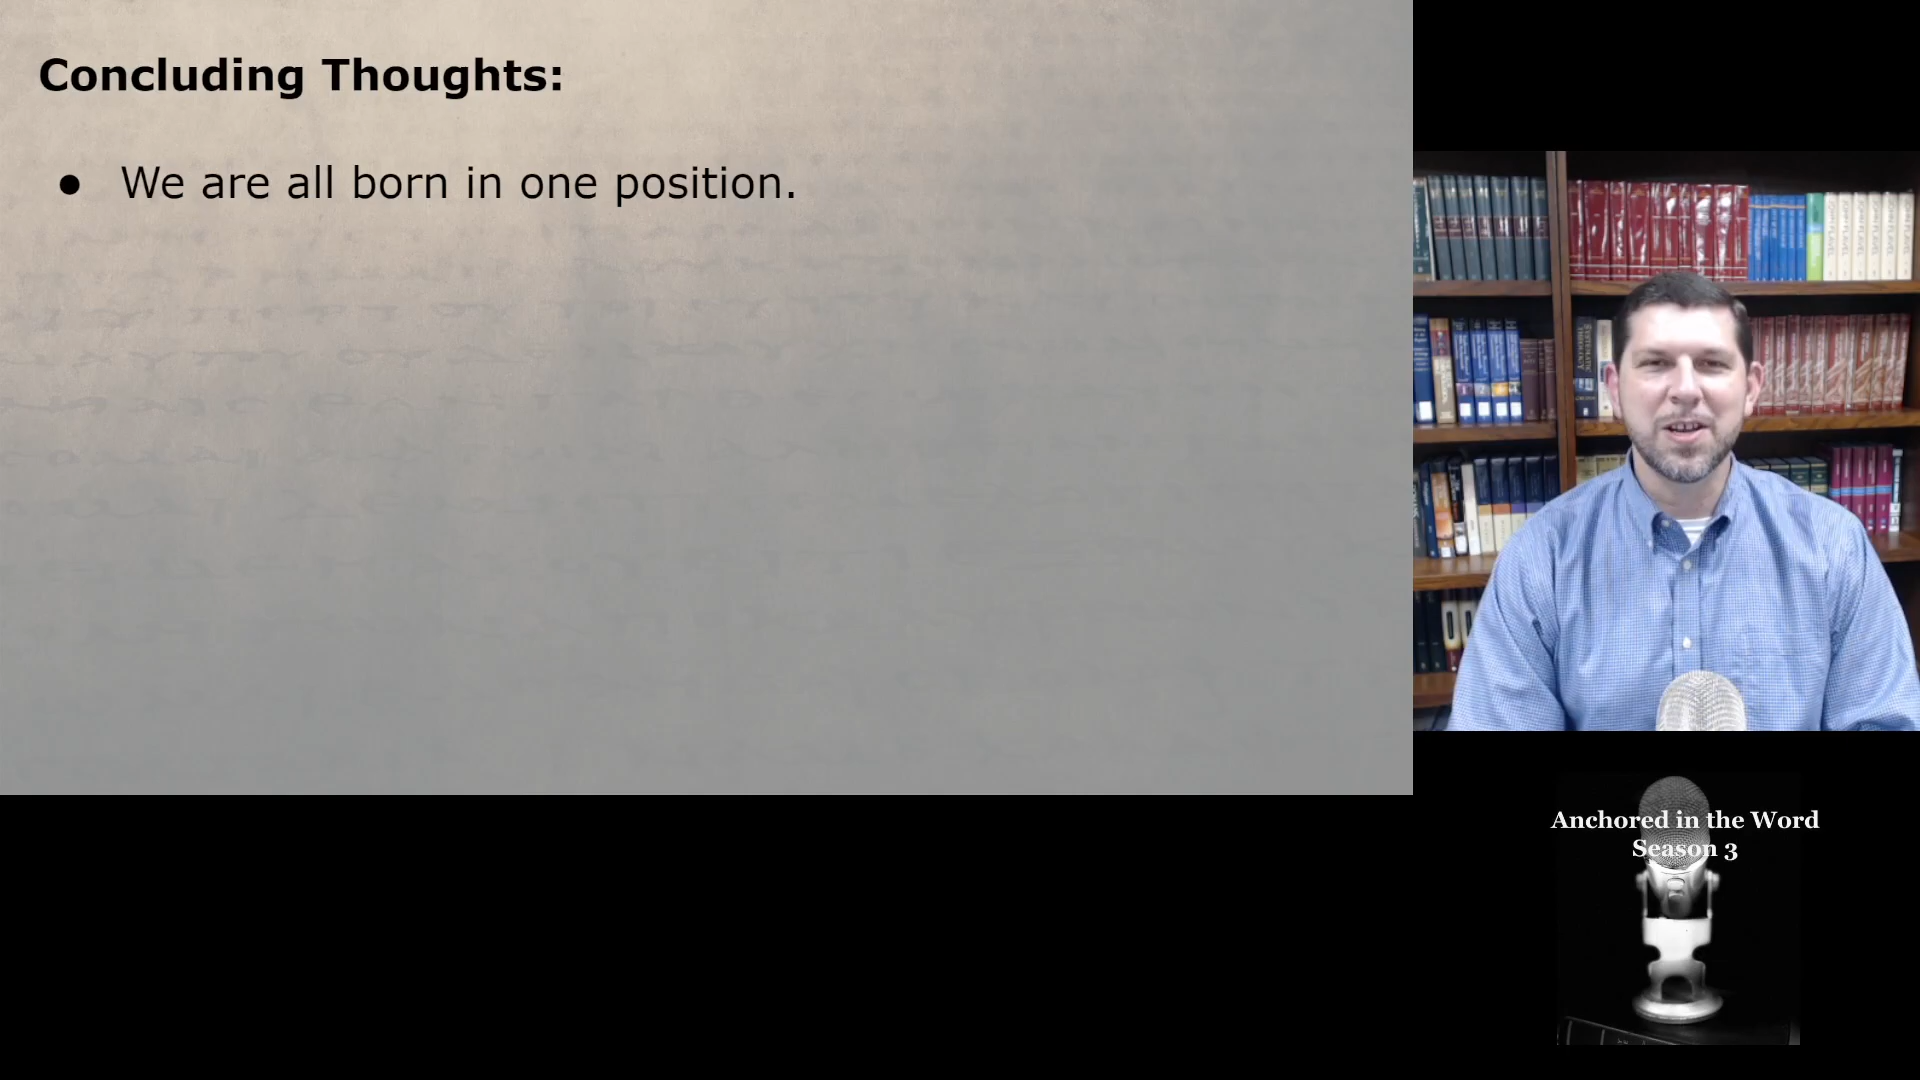 Concluding Thoughts:
● We are all born in one position.
Anchored in the Word
Season 3